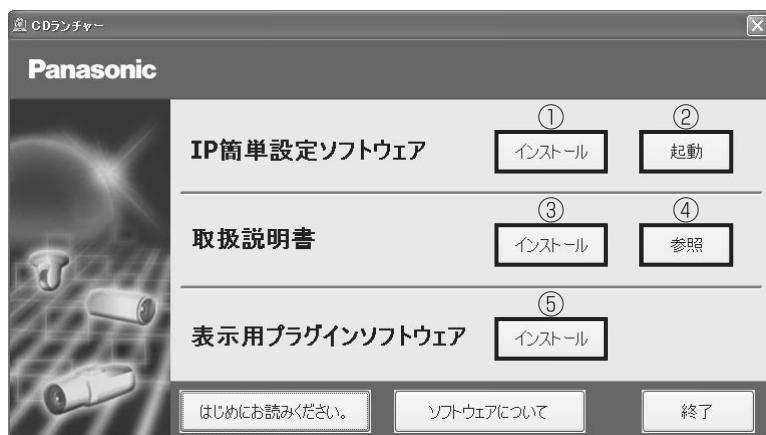 CDランチャー
Panasonic
① ②
IP簡単設定ソフトウェア インストール 起動
③ ④
取扱説明書 インストール 参照
⑤
表示用プラグインソフトウェア インストール
はじめにお読みください。 ソフトウェアについて 終了